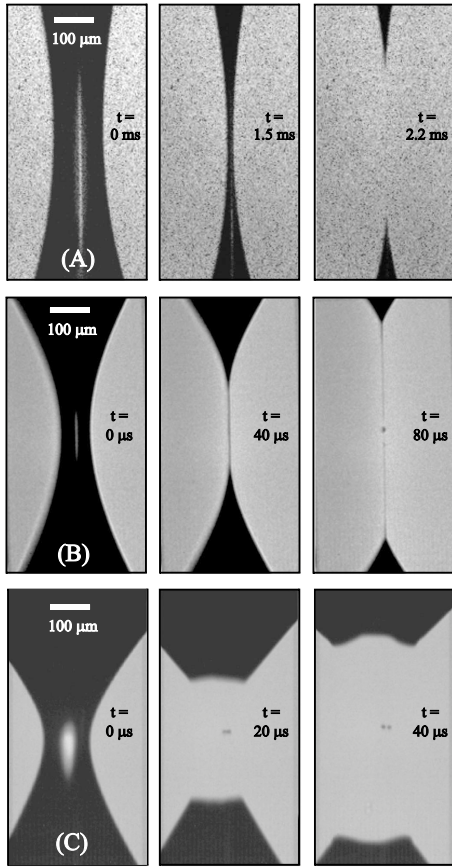 100 μm
t =
0 ms
t =
1.5 ms
t =
2.2 ms
(A)
100 μm
t =
0 μs
t =
40 μs
t =
80 μs
(B)
100 μm
t =
0 μs
t =
20 μs
t =
40 μs
(C)